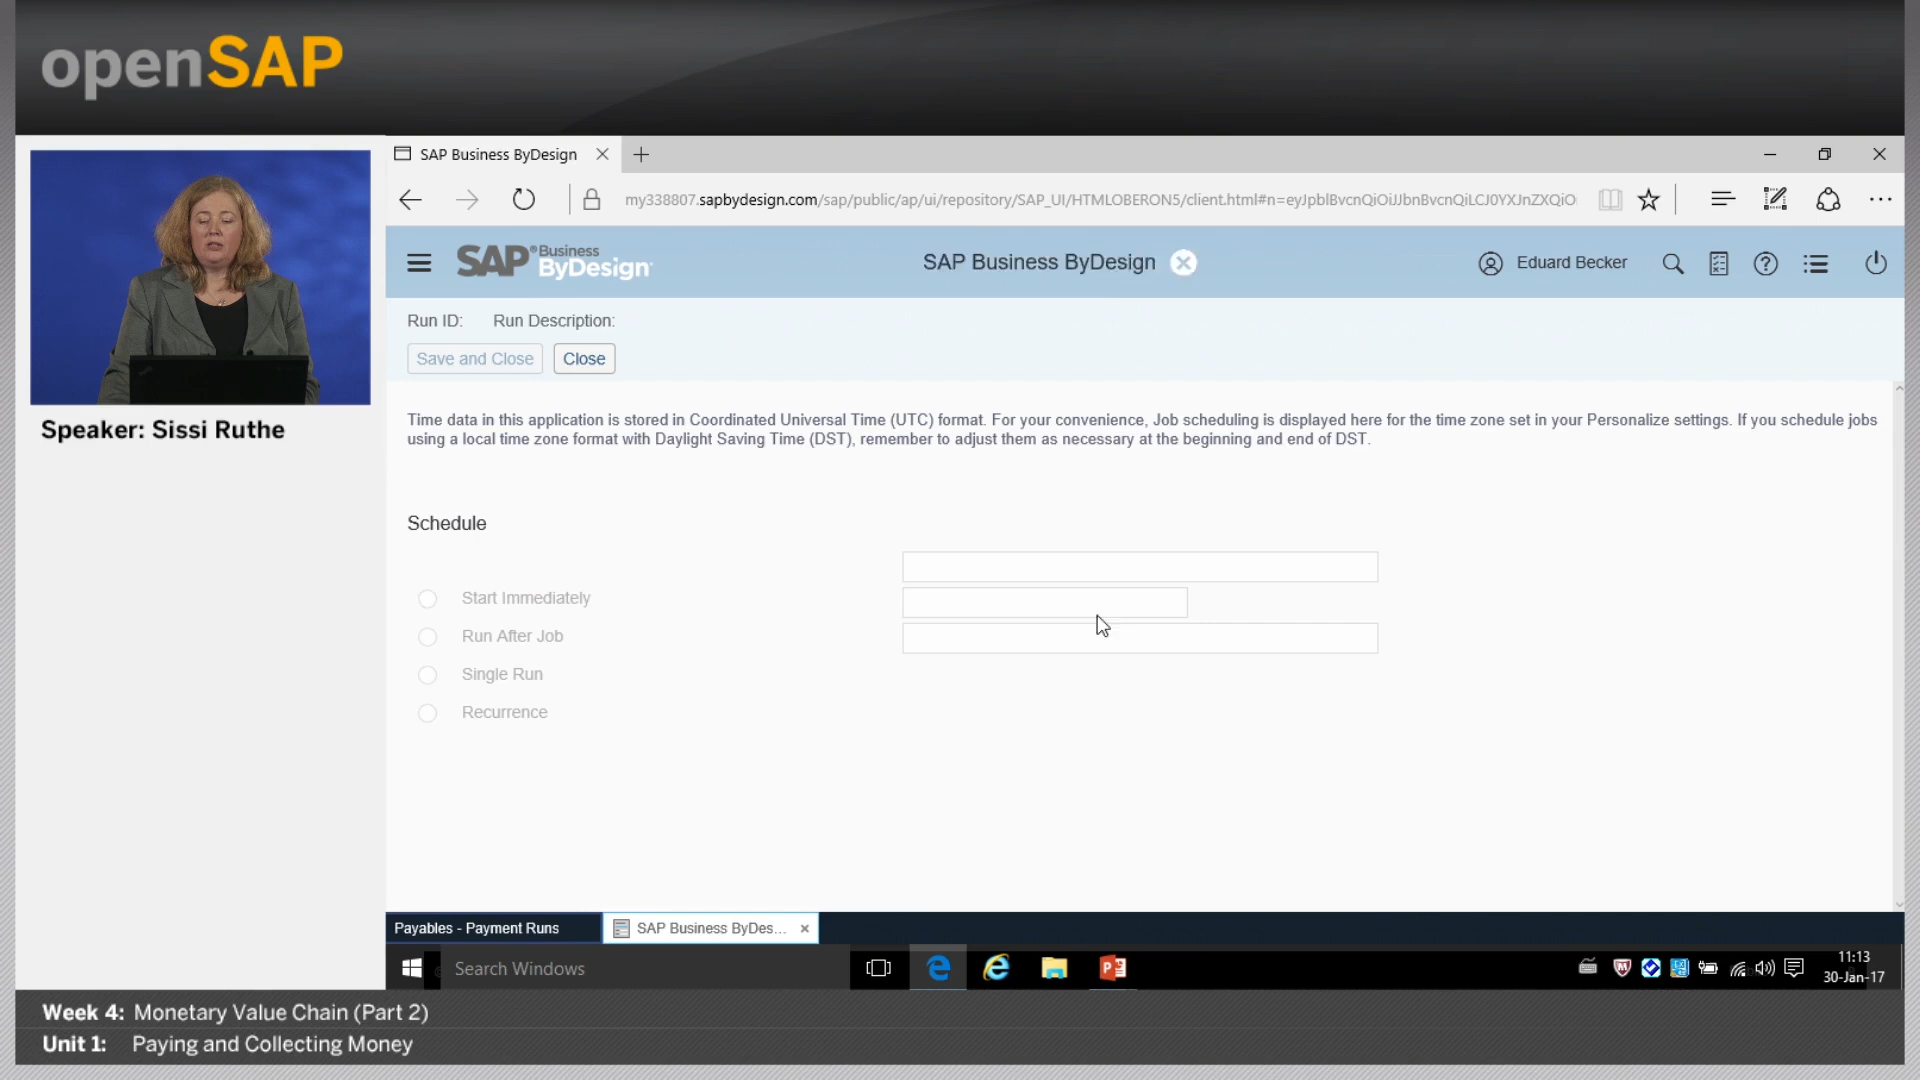 openSAP
Speaker: Sissi Ruthe
SAP Business ByDesign
my338807.sapbydesign.com/sap/public/ap/ui/repository/SAP_UI/HTMLOBERON5/client.html#n=eyJpblBvcnQiOiJJbnBvcnQiLCJ0YXJnZXQiO
SAP® Business ByDesign
SAP Business ByDesign
Eduard Becker
Run ID: Run Description:
Save and Close Close
Time data in this application is stored in Coordinated Universal Time (UTC) format. For your convenience, Job scheduling is displayed here for the time zone set in your Personalize settings. If you schedule jobs
using a local time zone format with Daylight Saving Time (DST), remember to adjust them as necessary at the beginning and end of DST.
Schedule
Start Immediately
Run After Job
Single Run
Recurrence
Payables - Payment Runs SAP Business ByDes...
Search Windows
11:13
30-Jan-17
Week 4: Monetary Value Chain (Part 2)
Unit 1: Paying and Collecting Money